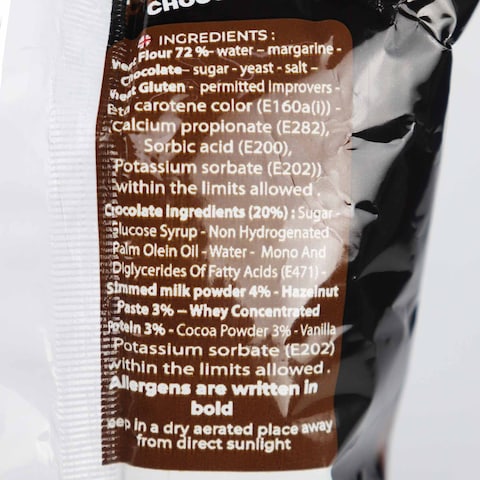 CHOCO
INGREDIENTS :
Flour 72 %- water – margarine -
Chocolate– sugar - yeast - salt –
Gluten - permitted Improvers -
carotene color (E160a(i)) -
calcium propionate (E282),
Sorbic acid (E200),
Potassium sorbate (E202))
within the limits allowed .
Chocolate Ingredients (20%) : Sugar -
glucose Syrup - Non Hydrogenated
Palm Olein Oil - Water- Mono And
Diglycerides Of Fatty Acids (E471) -
Skimmed milk powder 4% - Hazelnut
Paste 3% – Whey Concentrated
Protein 3% - Cocoa Powder 3% - Vanilla
Potassium sorbate (E202)
within the limits allowed .
Allergens are written in
bold
eep in a dry aerated place away
from direct sunlight